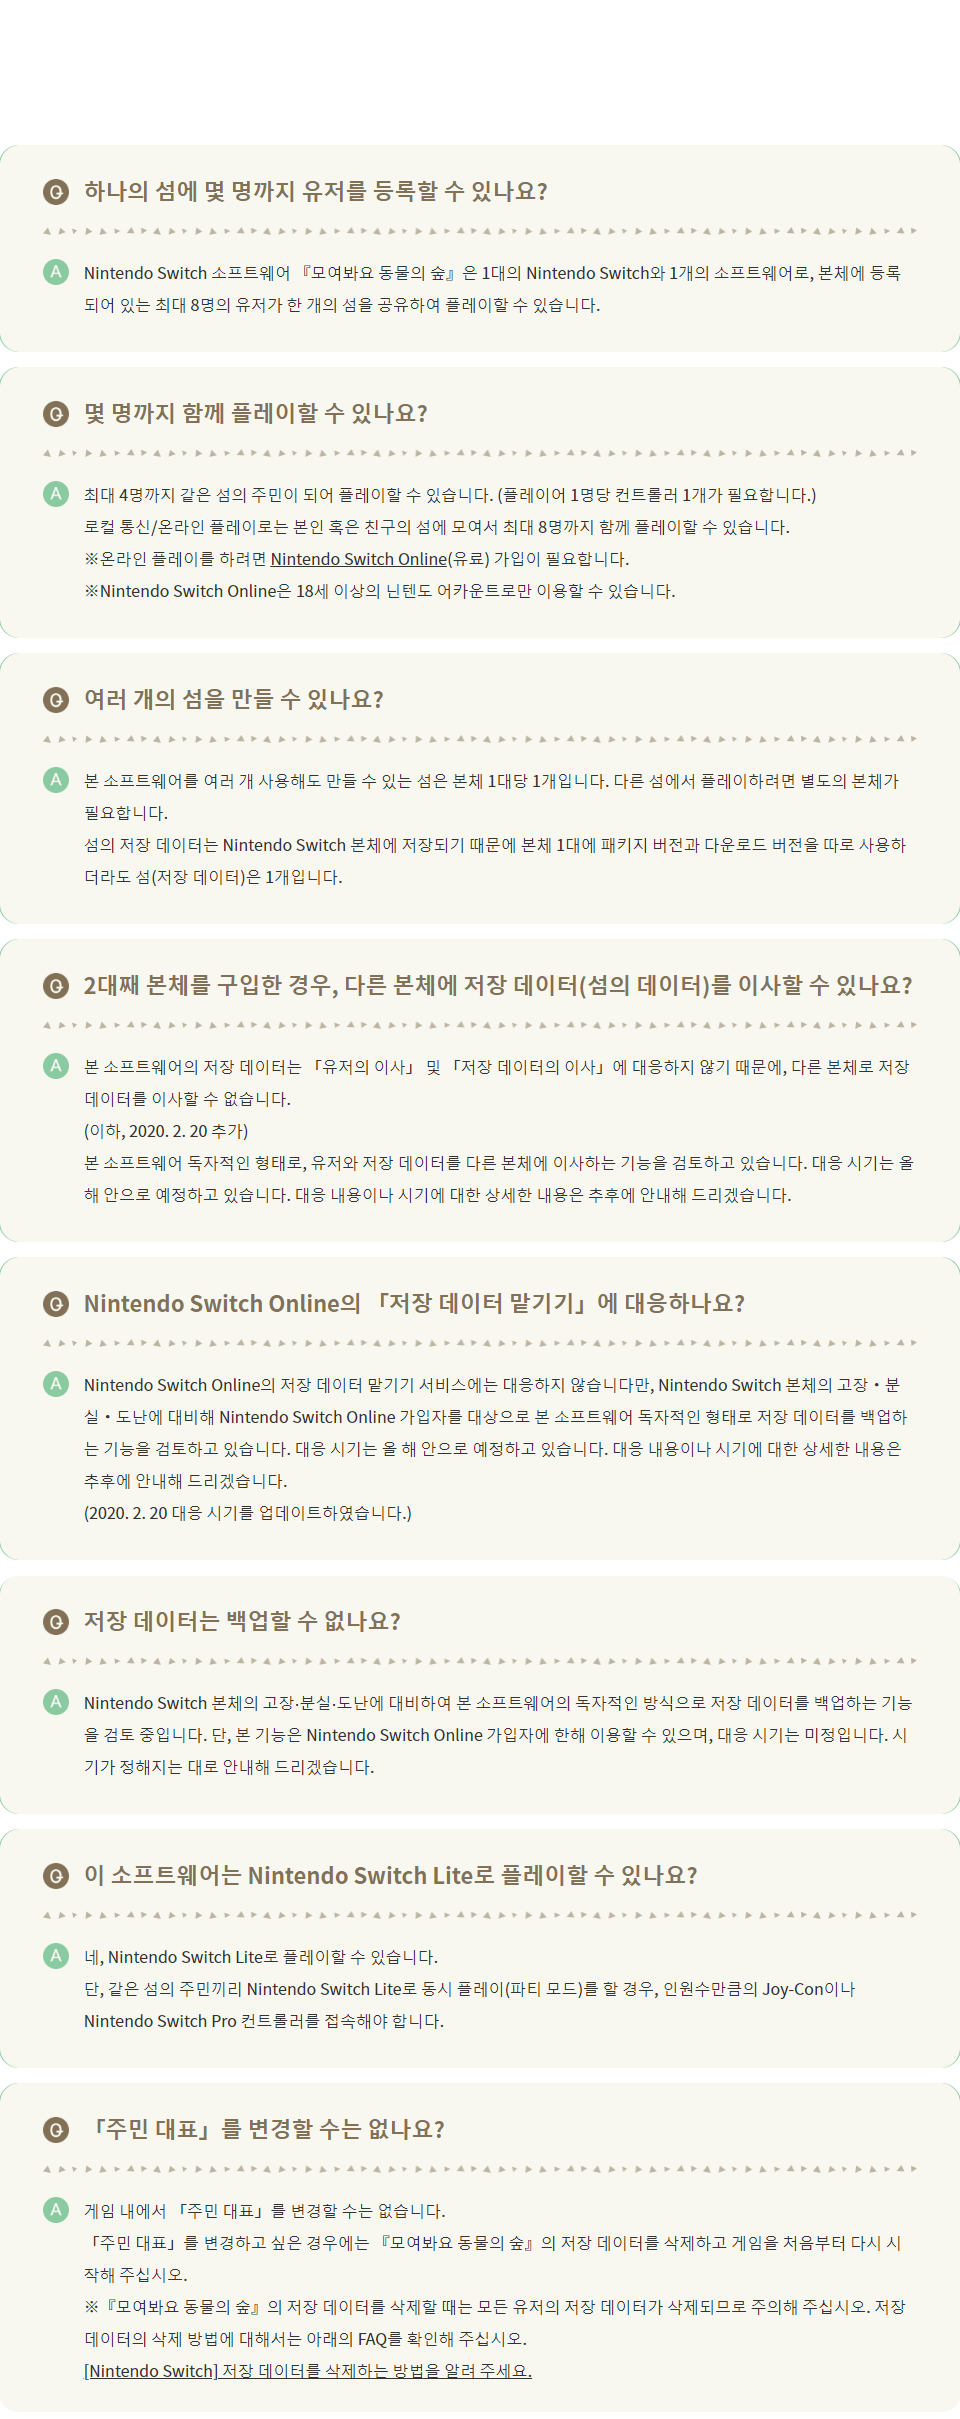 Q 하나의 섬에 몇 명까지 유저를 등록할 수 있나요?
A Nintendo Switch 소프트웨어 『모여봐요 동물의 숲』은 1대의 Nintendo Switch와 1개의 소프트웨어로, 본체에 등록
되어 있는 최대 8명의 유저가 한 개의 섬을 공유하여 플레이할 수 있습니다.
Q 몇 명까지 함께 플레이할 수 있나요?
A 최대 4명까지 같은 섬의 주민이 되어 플레이할 수 있습니다. (플레이어 1명당 컨트롤러 1개가 필요합니다.)
로컬 통신/온라인 플레이로는 본인 혹은 친구의 섬에 모여서 최대 8명까지 함께 플레이할 수 있습니다.
※온라인 플레이를 하려면 Nintendo Switch Online(유료) 가입이 필요합니다.
※Nintendo Switch Online은 18세 이상의 닌텐도 어카운트로만 이용할 수 있습니다.
Q 여러 개의 섬을 만들 수 있나요?
A 본 소프트웨어를 여러 개 사용해도 만들 수 있는 섬은 본체 1대당 1개입니다. 다른 섬에서 플레이하려면 별도의 본체가
필요합니다.
섬의 저장 데이터는 Nintendo Switch 본체에 저장되기 때문에 본체 1대에 패키지 버전과 다운로드 버전을 따로 사용하
더라도 섬(저장 데이터)은 1개입니다.
Q 2대째 본체를 구입한 경우, 다른 본체에 저장 데이터(섬의 데이터)를 이사할 수 있나요?
A 본 소프트웨어의 저장 데이터는 「유저의 이사」 및 「저장 데이터의 이사」에 대응하지 않기 때문에, 다른 본체로 저장
데이터를 이사할 수 없습니다.
(이하, 2020. 2. 20 추가)
본 소프트웨어 독자적인 형태로, 유저와 저장 데이터를 다른 본체에 이사하는 기능을 검토하고 있습니다. 대응 시기는 올
해 안으로 예정하고 있습니다. 대응 내용이나 시기에 대한 상세한 내용은 추후에 안내해 드리겠습니다.
Q Nintendo Switch Online의 「저장 데이터 맡기기」에 대응하나요?
A Nintendo Switch Online의 저장 데이터 맡기기 서비스에는 대응하지 않습니다만, Nintendo Switch 본체의 고장・분
실・도난에 대비해 Nintendo Switch Online 가입자를 대상으로 본 소프트웨어 독자적인 형태로 저장 데이터를 백업하
는 기능을 검토하고 있습니다. 대응 시기는 올 해 안으로 예정하고 있습니다. 대응 내용이나 시기에 대한 상세한 내용은
추후에 안내해 드리겠습니다.
(2020. 2. 20 대응 시기를 업데이트하였습니다.)
Q 저장 데이터는 백업할 수 없나요?
A Nintendo Switch 본체의 고장·분실·도난에 대비하여 본 소프트웨어의 독자적인 방식으로 저장 데이터를 백업하는 기능
을 검토 중입니다. 단, 본 기능은 Nintendo Switch Online 가입자에 한해 이용할 수 있으며, 대응 시기는 미정입니다. 시
기가 정해지는 대로 안내해 드리겠습니다.
Q 이 소프트웨어는 Nintendo Switch Lite로 플레이할 수 있나요?
A 네, Nintendo Switch Lite로 플레이할 수 있습니다.
단, 같은 섬의 주민끼리 Nintendo Switch Lite로 동시 플레이(파티 모드)를 할 경우, 인원수만큼의 Joy-Con이나
Nintendo Switch Pro 컨트롤러를 접속해야 합니다.
Q 「주민 대표」를 변경할 수는 없나요?
A 게임 내에서 「주민 대표」를 변경할 수는 없습니다.
「주민 대표」를 변경하고 싶은 경우에는 『모여봐요 동물의 숲』의 저장 데이터를 삭제하고 게임을 처음부터 다시 시
작해 주십시오.
※『모여봐요 동물의 숲』의 저장 데이터를 삭제할 때는 모든 유저의 저장 데이터가 삭제되므로 주의해 주십시오. 저장
데이터의 삭제 방법에 대해서는 아래의 FAQ를 확인해 주십시오.
[Nintendo Switch] 저장 데이터를 삭제하는 방법을 알려 주세요.